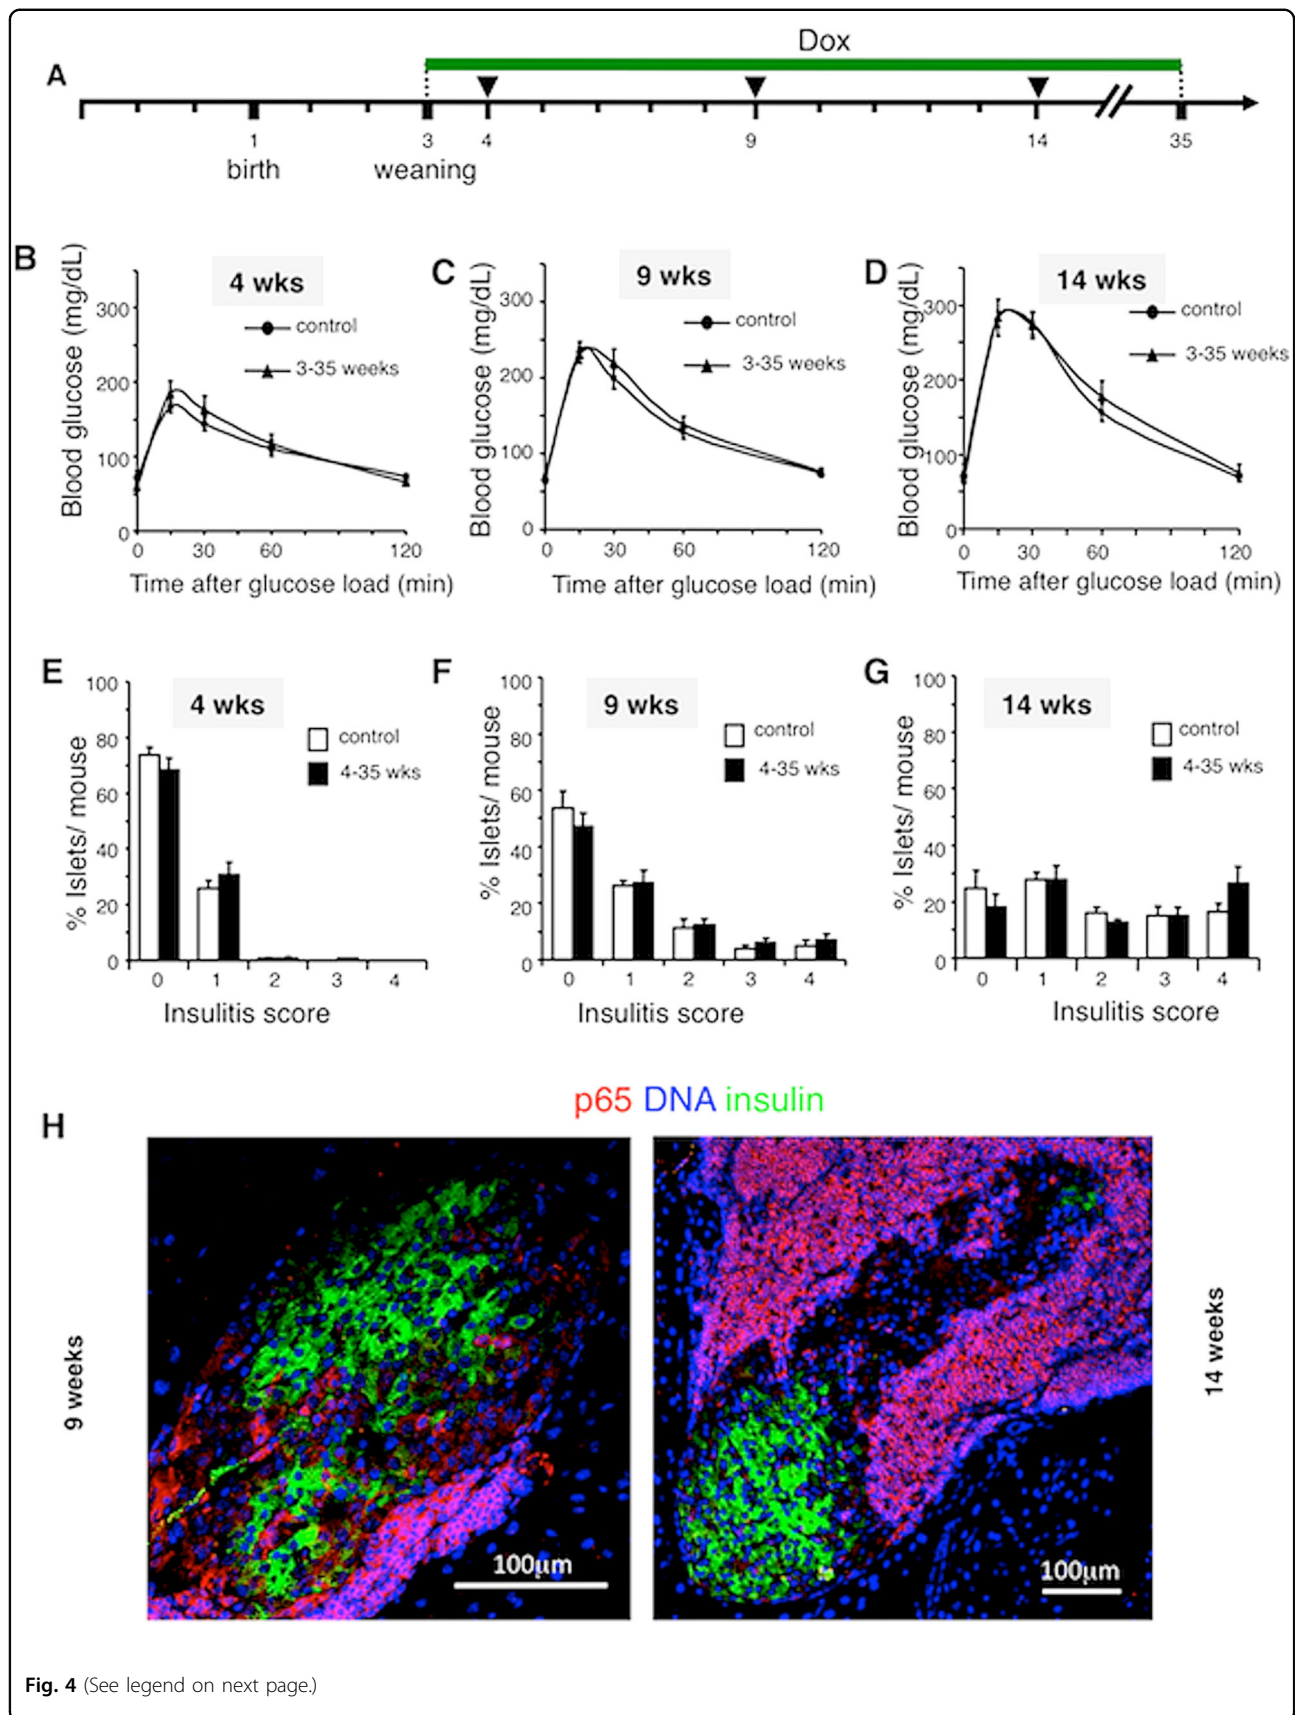 Dox
A
1 3 4 9 14 35
birth weaning
B 4 wks
control
3-35 weeks
Blood glucose (mg/dL)
300
200
100
0
0 30 60 120
Time after glucose load (min)
C 9 wks
control
3-35 weeks
Blood glucose (mg/dL)
300
200
100
0
0 30 60 120
Time after glucose load (min)
D 14 wks
control
3-35 weeks
Blood glucose (mg/dL)
300
200
100
0
0 30 60 120
Time after glucose load (min)
E 4 wks
control
4-35 wks
% Islets/ mouse
100
80
60
40
20
0
0 1 2 3 4
Insulitis score
F 9 wks
control
4-35 wks
% Islets/ mouse
100
80
60
40
20
0
0 1 2 3 4
Insulitis score
G 14 wks
control
4-35 wks
% Islets/ mouse
100
80
60
40
20
0
0 1 2 3 4
Insulitis score
p65 DNA insulin
H
9 weeks
100μm
14 weeks
100μm
Fig. 4 (See legend on next page.)